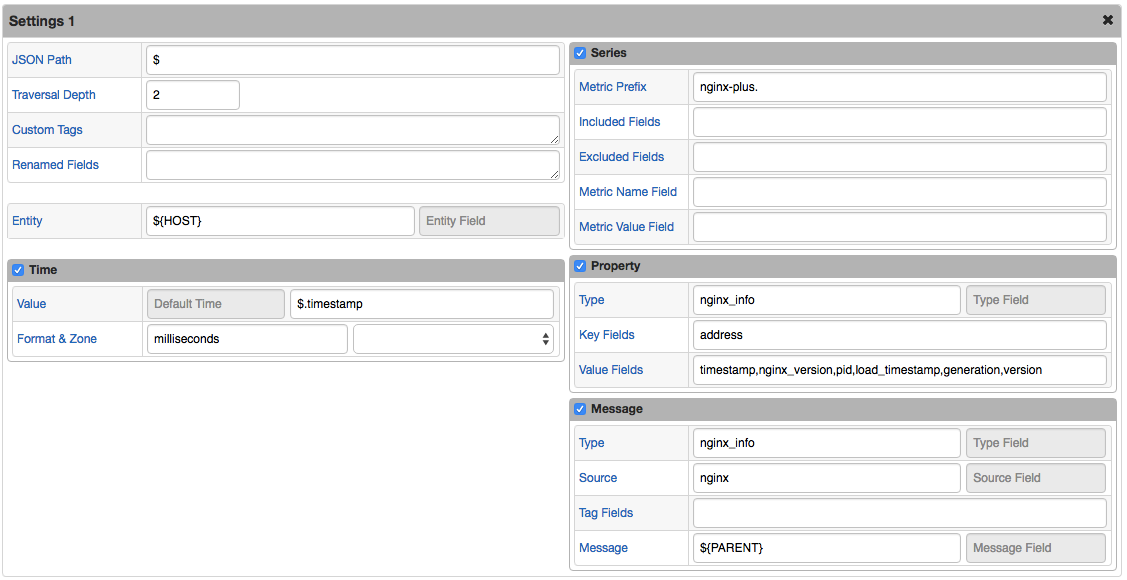 Settings 1 ✖
JSON Path $
Traversal Depth 2
Custom Tags
Renamed Fields
Entity ${HOST} Entity Field
Time
Value Default Time $.timestamp
Format & Zone milliseconds
Series
Metric Prefix nginx-plus.
Included Fields
Excluded Fields
Metric Name Field
Metric Value Field
Property
Type nginx_info Type Field
Key Fields address
Value Fields timestamp,nginx_version,pid,load_timestamp,generation,version
Message
Type nginx_info Type Field
Source nginx Source Field
Tag Fields
Message ${PARENT} Message Field